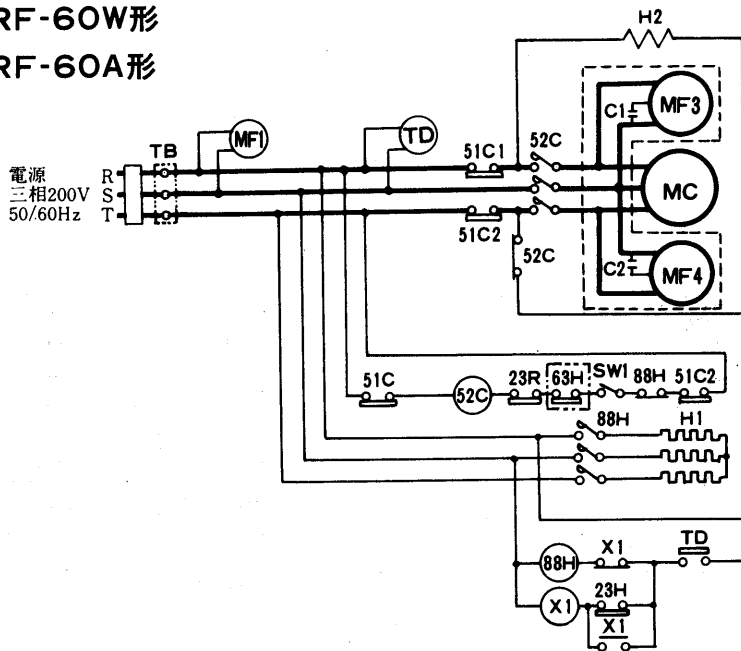 RF-60W形
RF-60A形
H2
C1
MF3
TB
MF1
TD
51C1
52C
電源
三相200V
50/60Hz
R
S
T
MC
51C2
52C
C2
MF4
51C
52C
23R
63H
SW1
88H
51C2
88H
H1
88H
X1
TD
X1
23H
X1